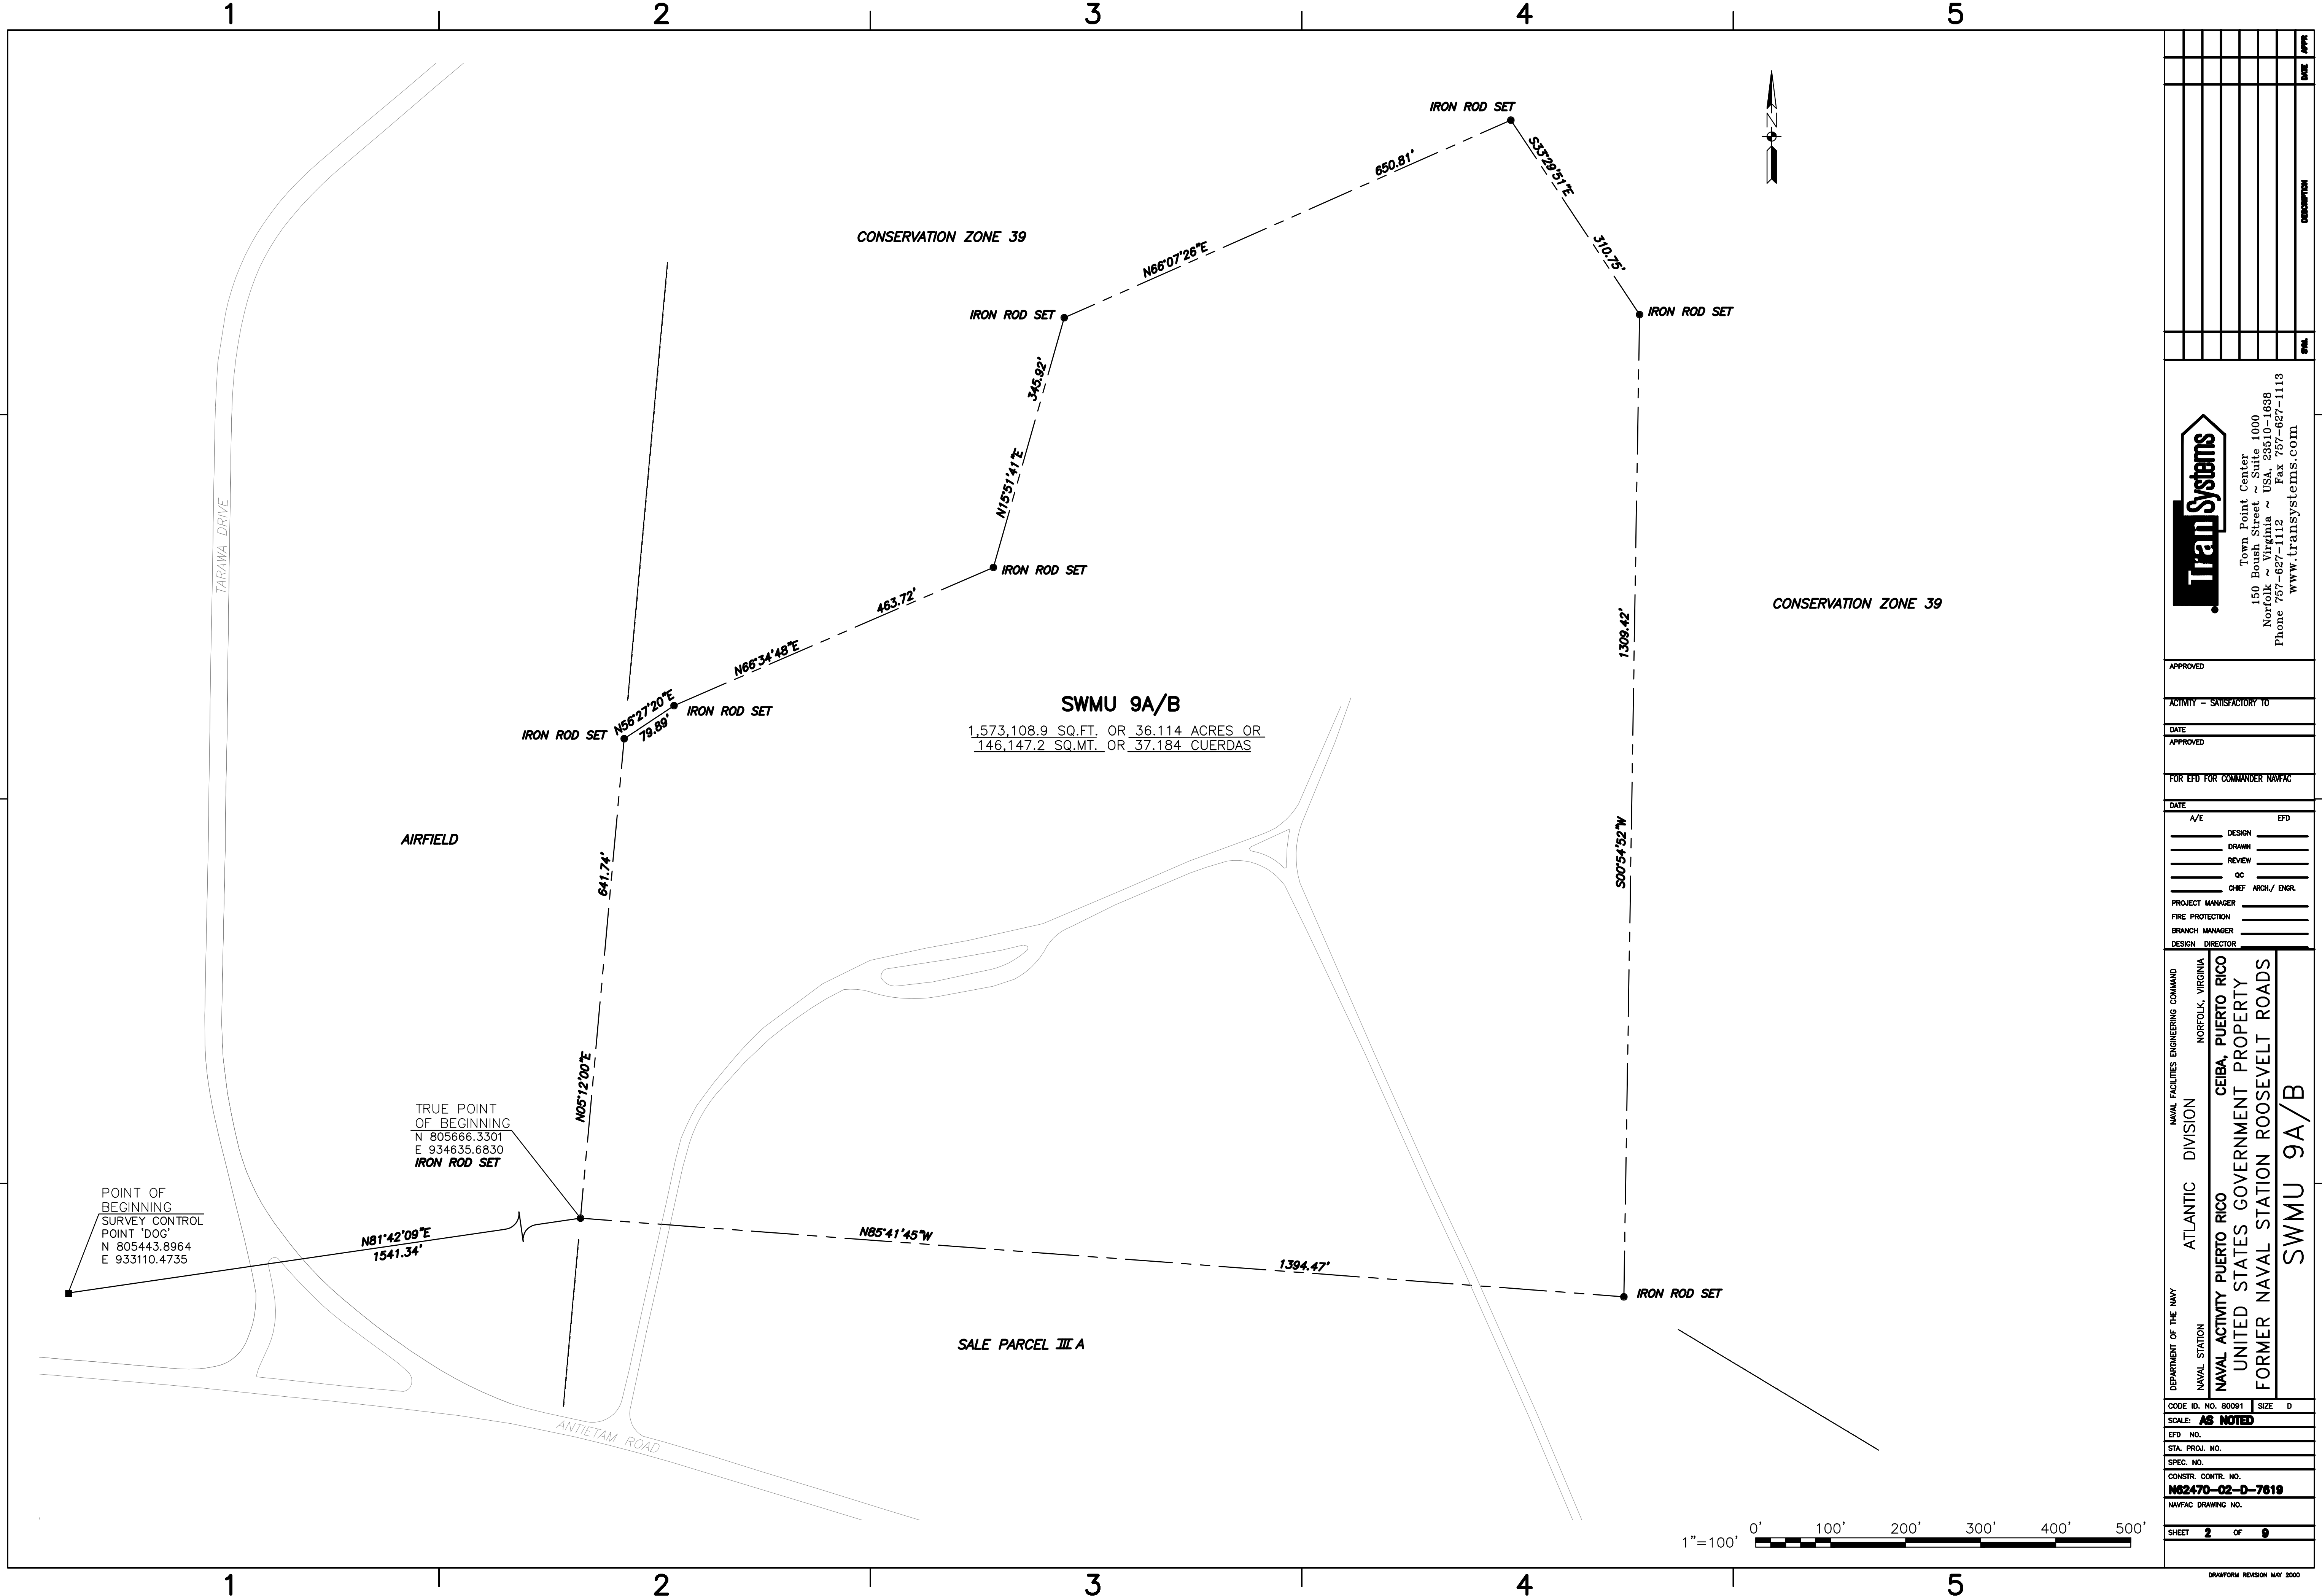 1 2 3 4 5
IRON ROD SET
650.81'
S33°29'51"E
N
CONSERVATION ZONE 39
N66°07'26"E
310.75'
IRON ROD SET
IRON ROD SET
345.92'
N15°51'41"E
TARAWA DRIVE
IRON ROD SET
463.72'
CONSERVATION ZONE 39
1309.42'
N66°34'48"E
N56°27'20"E
79.89'
IRON ROD SET
IRON ROD SET
SWMU 9A/B
1,573,108.9 SQ.FT. OR 36.114 ACRES OR
146,147.2 SQ.MT. OR 37.184 CUERDAS
AIRFIELD
641.74'
S00°54'52"W
N05°12'00"E
TRUE POINT
OF BEGINNING
N 805666.3301
E 934635.6830
IRON ROD SET
POINT OF
BEGINNING
SURVEY CONTROL
POINT 'DOG'
N 805443.8964
E 933110.4735
N81°42'09"E
1541.34'
N85°41'45"W
1394.47'
IRON ROD SET
SALE PARCEL III A
ANTIETAM ROAD
1"=100'
0' 100' 200' 300' 400' 500'
1 2 3 4 5
APPR
DATE
DESCRIPTION
SYM.
TranSystems
Town Point Center
150 Boush Street ~ Suite 1000
Norfolk ~ Virginia ~ USA, 23510-1638
Phone 757-627-1112 Fax 757-627-1113
www.transystems.com
APPROVED
ACTIVITY - SATISFACTORY TO
DATE
APPROVED
FOR EFD FOR COMMANDER NAVFAC
DATE
A/E EFD
DESIGN
DRAWN
REVIEW
QC
CHIEF ARCH./ ENGR.
PROJECT MANAGER
FIRE PROTECTION
BRANCH MANAGER
DESIGN DIRECTOR
DEPARTMENT OF THE NAVY NAVAL FACILITIES ENGINEERING COMMAND
ATLANTIC DIVISION
NAVAL STATION NORFOLK, VIRGINIA
NAVAL ACTIVITY PUERTO RICO CEIBA, PUERTO RICO
UNITED STATES GOVERNMENT PROPERTY
FORMER NAVAL STATION ROOSEVELT ROADS
SWMU 9A/B
CODE ID. NO. 80091 SIZE D
SCALE: AS NOTED
EFD NO.
STA. PROJ. NO.
SPEC. NO.
CONSTR. CONTR. NO.
N62470-02-D-7619
NAVFAC DRAWING NO.
SHEET 2 OF 9
DRAWFORM REVISION MAY 2000